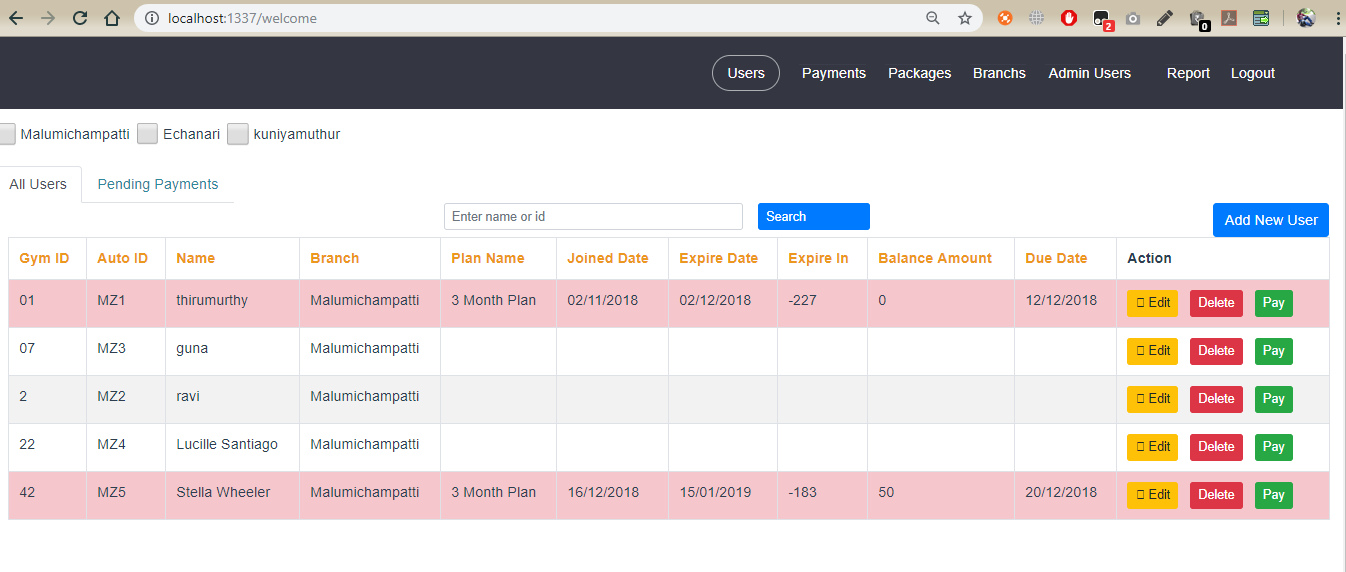 localhost:1337/welcome
2
0
Users Payments Packages Branchs Admin Users Report Logout
Malumichampatti Echanari kuniyamuthur
All Users Pending Payments
Enter name or id Search Add New User
Gym ID Auto ID Name Branch Plan Name Joined Date Expire Date Expire In Balance Amount Due Date Action
01 MZ1 thirumurthy Malumichampatti 3 Month Plan 02/11/2018 02/12/2018 -227 0 12/12/2018 Edit Delete Pay
07 MZ3 guna Malumichampatti Edit Delete Pay
2 MZ2 ravi Malumichampatti Edit Delete Pay
22 MZ4 Lucille Santiago Malumichampatti Edit Delete Pay
42 MZ5 Stella Wheeler Malumichampatti 3 Month Plan 16/12/2018 15/01/2019 -183 50 20/12/2018 Edit Delete Pay